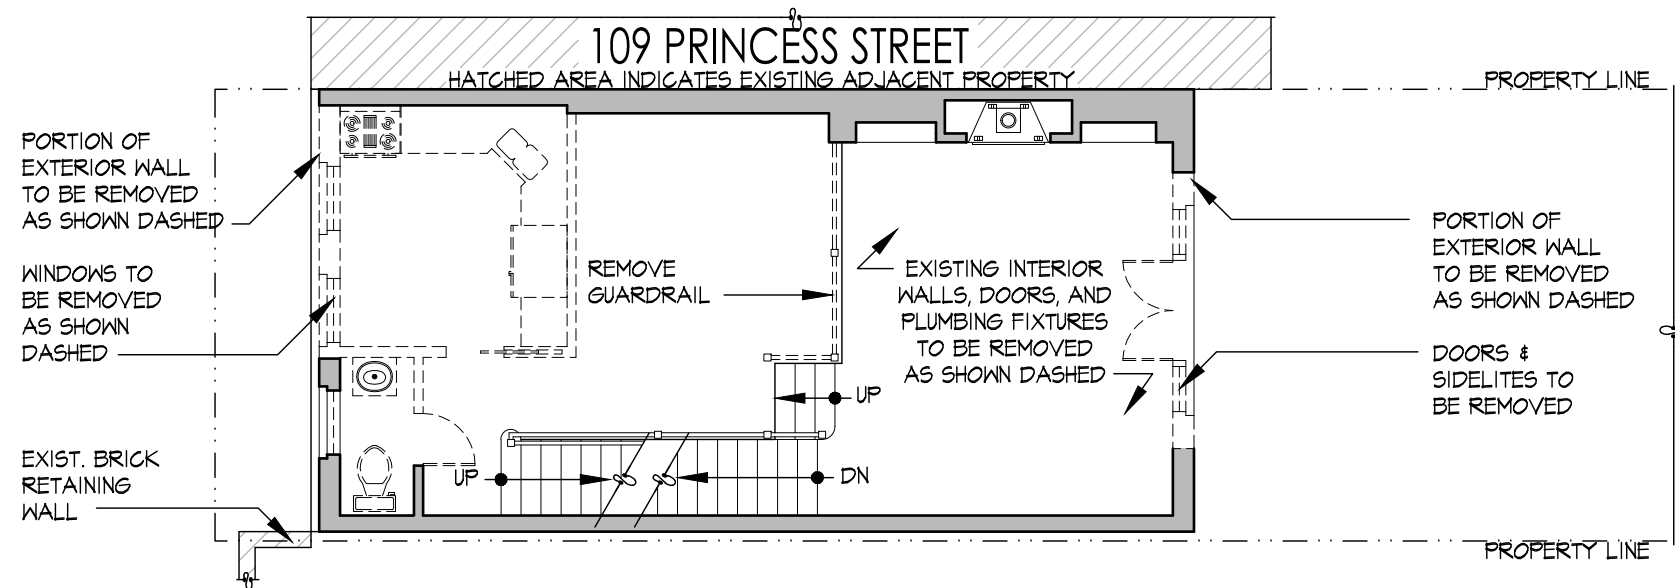 109 PRINCESS STREET
HATCHED AREA INDICATES EXISTING ADJACENT PROPERTY
PROPERTY LINE
PORTION OF
EXTERIOR WALL
TO BE REMOVED
AS SHOWN DASHED
WINDOWS TO
BE REMOVED
AS SHOWN
DASHED
EXIST. BRICK
RETAINING
WALL
REMOVE
GUARDRAIL
EXISTING INTERIOR
WALLS, DOORS, AND
PLUMBING FIXTURES
TO BE REMOVED
AS SHOWN DASHED
UP
UP
DN
PORTION OF
EXTERIOR WALL
TO BE REMOVED
AS SHOWN DASHED
DOORS &
SIDELITES TO
BE REMOVED
PROPERTY LINE